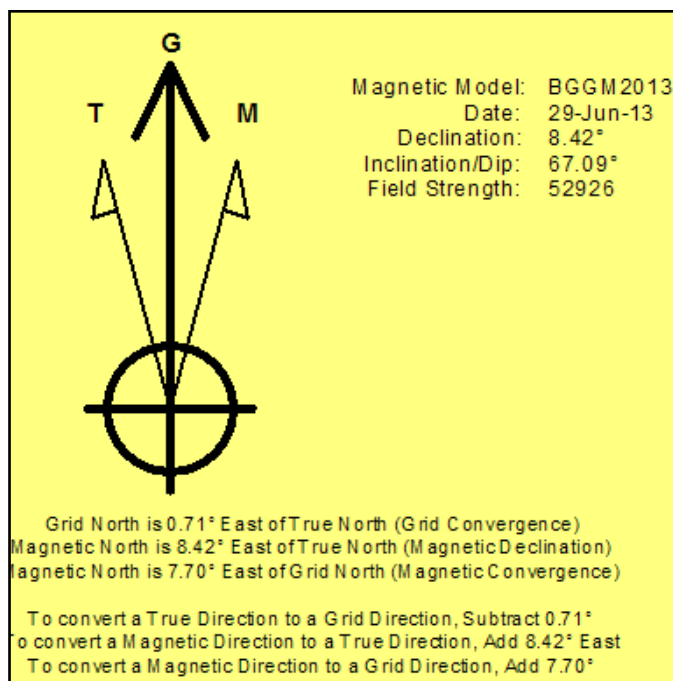 G
T
M
Magnetic Model: BGGM2013
Date: 29-Jun-13
Declination: 8.42°
Inclination/Dip: 67.09°
Field Strength: 52926
Grid North is 0.71° East of True North (Grid Convergence)
Magnetic North is 8.42° East of True North (Magnetic Declination)
Magnetic North is 7.70° East of Grid North (Magnetic Convergence)
To convert a True Direction to a Grid Direction, Subtract 0.71°
To convert a Magnetic Direction to a True Direction, Add 8.42° East
To convert a Magnetic Direction to a Grid Direction, Add 7.70°